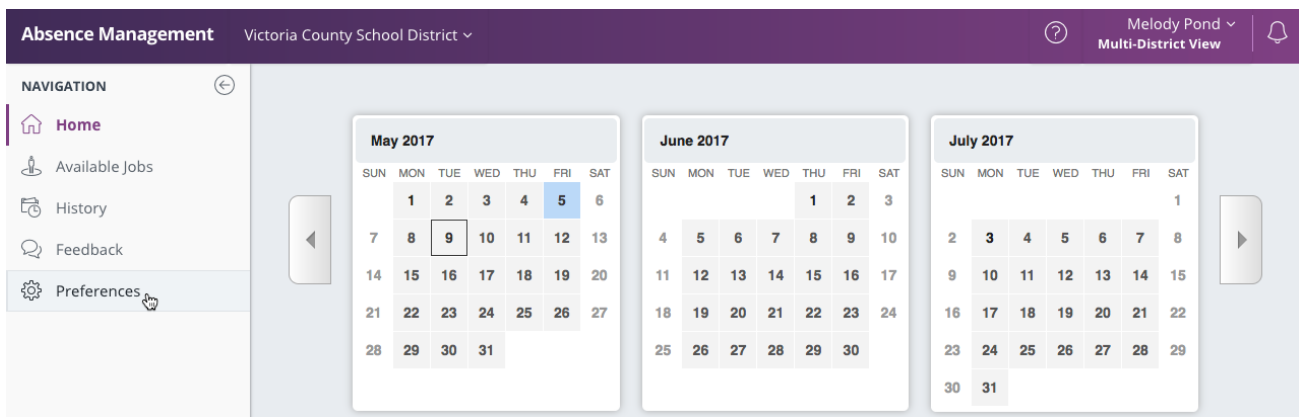 Absence Management Victoria County School District
Melody Pond
Multi-District View
NAVIGATION
Home
Available Jobs
History
Feedback
Preferences
May 2017
SUN MON TUE WED THU FRI SAT
1 2 3 4 5 6
7 8 9 10 11 12 13
14 15 16 17 18 19 20
21 22 23 24 25 26 27
28 29 30 31
June 2017
SUN MON TUE WED THU FRI SAT
1 2 3
4 5 6 7 8 9 10
11 12 13 14 15 16 17
18 19 20 21 22 23 24
25 26 27 28 29 30
July 2017
SUN MON TUE WED THU FRI SAT
1
2 3 4 5 6 7 8
9 10 11 12 13 14 15
16 17 18 19 20 21 22
23 24 25 26 27 28 29
30 31